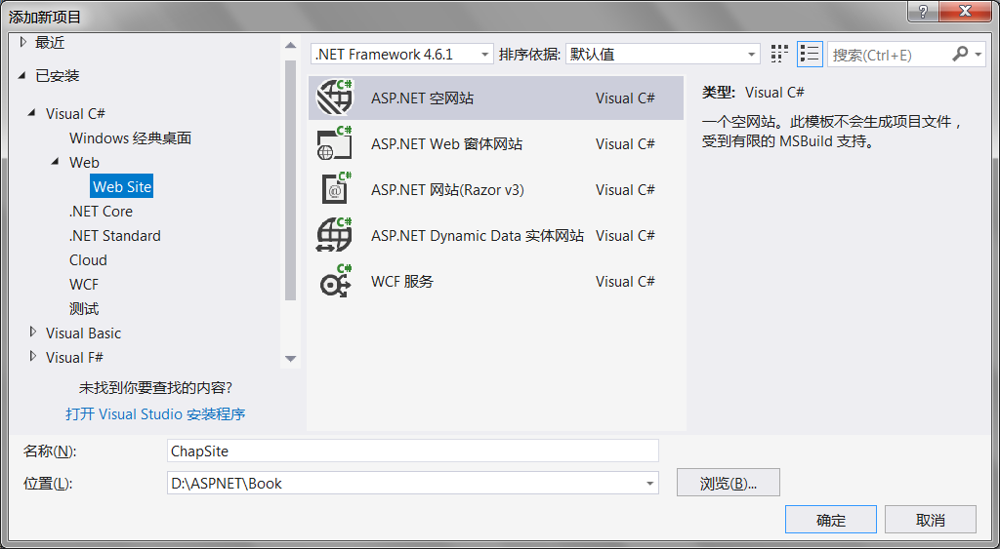 添加新项目
最近
已安装
Visual C#
Windows 经典桌面
Web
Web Site
.NET Core
.NET Standard
Cloud
WCF
测试
Visual Basic
Visual F#
未找到你要查找的内容?
打开 Visual Studio 安装程序
.NET Framework 4.6.1 排序依据: 默认值 搜索(Ctrl+E)
C# ASP.NET 空网站 Visual C#
C# ASP.NET Web 窗体网站 Visual C#
C# @ ASP.NET 网站(Razor v3) Visual C#
C# ASP.NET Dynamic Data 实体网站 Visual C#
C# WCF 服务 Visual C#
类型: Visual C#
一个空网站。此模板不会生成项目文件，
受到有限的 MSBuild 支持。
名称(N): ChapSite
位置(L): D:\ASPNET\Book 浏览(B)...
确定 取消